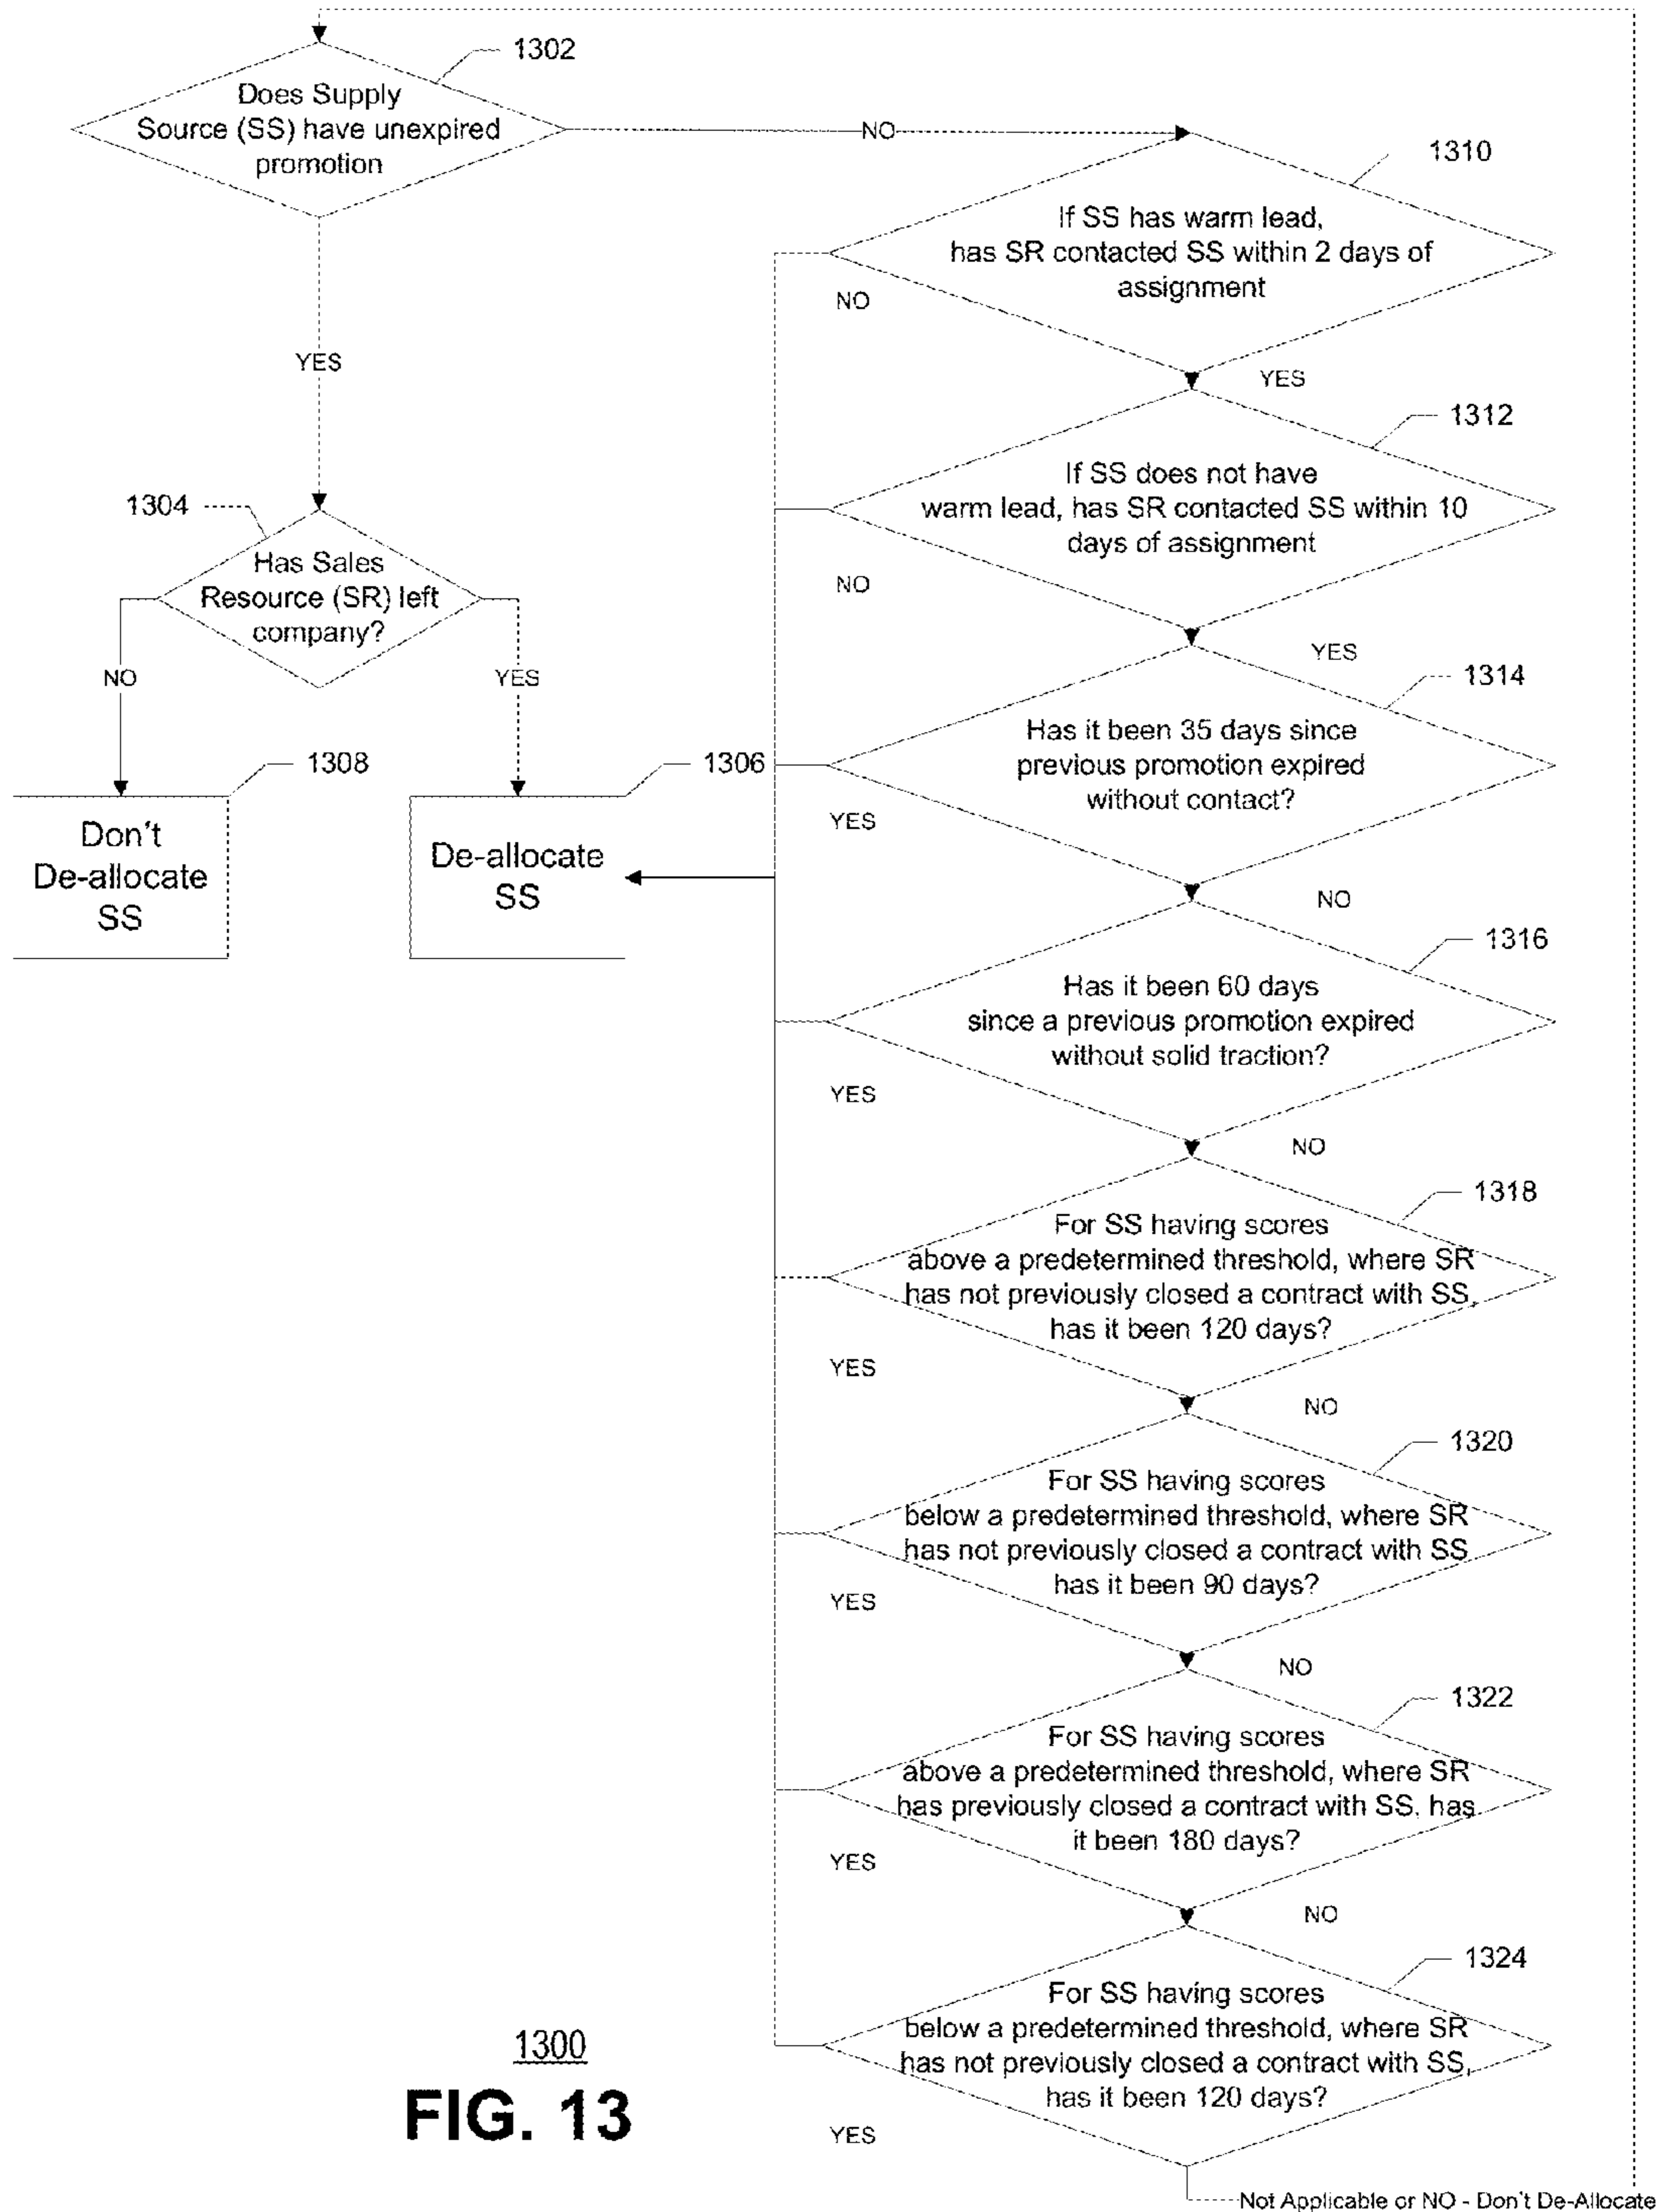 1302
Does Supply
Source (SS) have unexpired
promotion
NO
YES
1304
Has Sales
Resource (SR) left
company?
NO
YES
1308
Don't
De-allocate
SS
1306
De-allocate
SS
1310
If SS has warm lead,
has SR contacted SS within 2 days of
assignment
NO
YES
1312
If SS does not have
warm lead, has SR contacted SS within 10
days of assignment
NO
YES
1314
Has it been 35 days since
previous promotion expired
without contact?
YES
NO
1316
Has it been 60 days
since a previous promotion expired
without solid traction?
YES
NO
1318
For SS having scores
above a predetermined threshold, where SR
has not previously closed a contract with SS,
has it been 120 days?
YES
NO
1320
For SS having scores
below a predetermined threshold, where SR
has not previously closed a contract with SS
has it been 90 days?
YES
NO
1322
For SS having scores
above a predetermined threshold, where SR
has previously closed a contract with SS, has
it been 180 days?
YES
NO
1324
For SS having scores
below a predetermined threshold, where SR
has not previously closed a contract with SS,
has it been 120 days?
YES
Not Applicable or NO - Don't De-Allocate
1300
FIG. 13